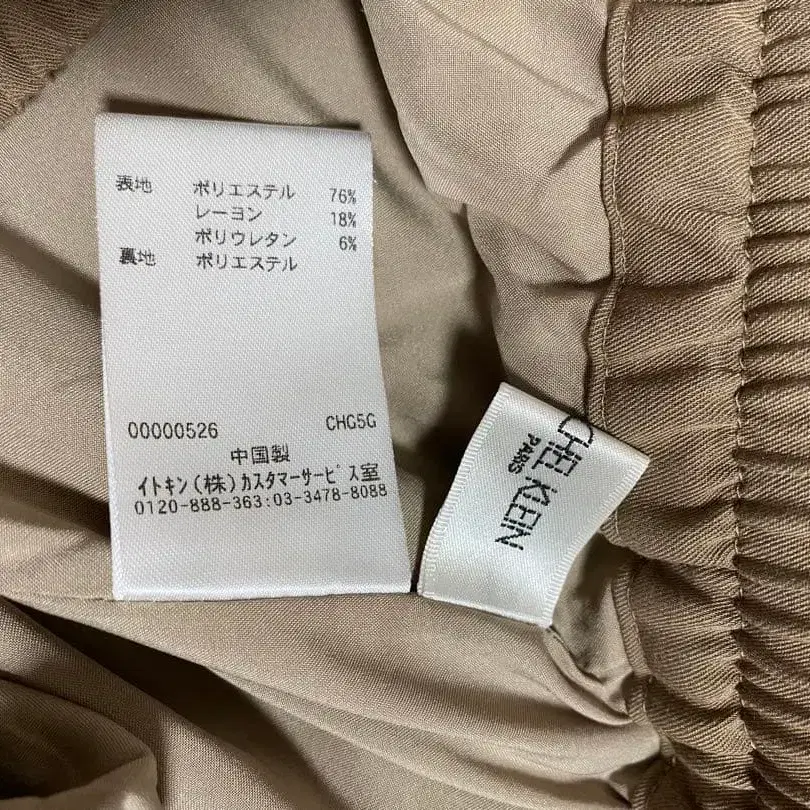 表地 ポリエステル 76%
レーヨン 18%
ポリウレタン 6%
裏地 ポリエステル
00000526 CHG5G
中国製
イトキン(株)カスタマーサービス室
0120-888-363:03-3478-8088
CHEL KLEIN
PARIS